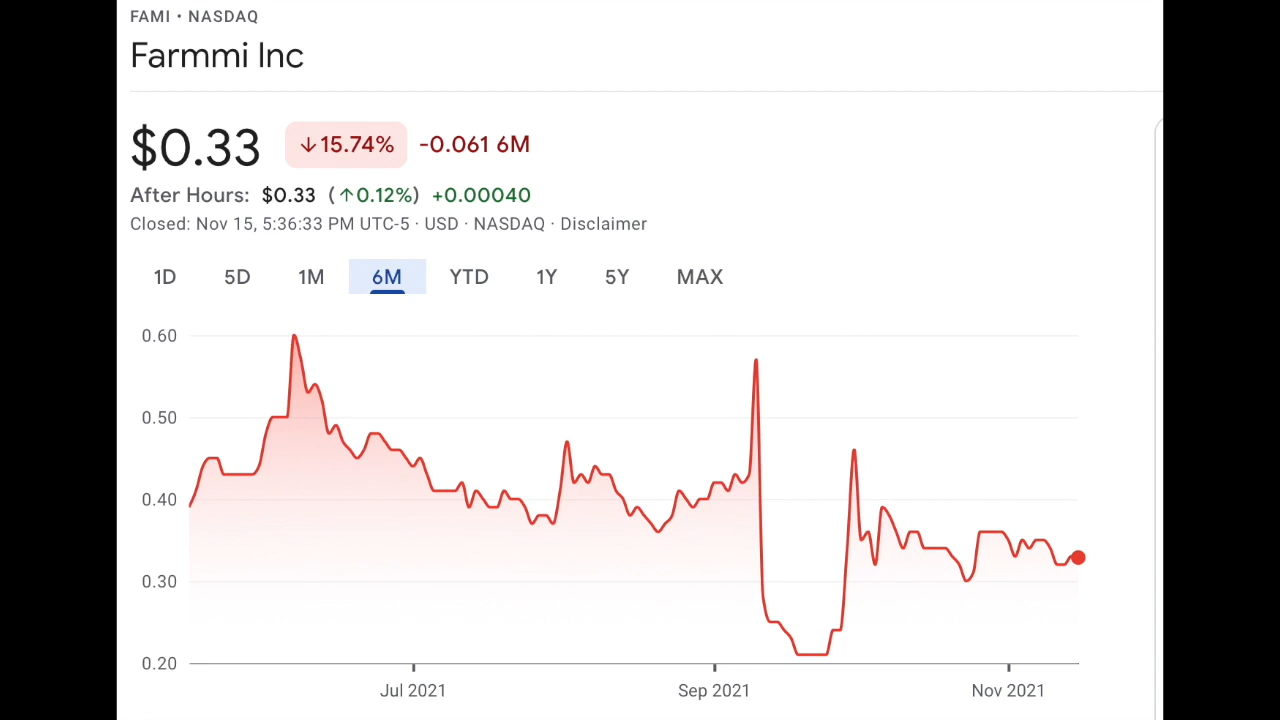 FAMI • NASDAQ
Farmmi Inc
$0.33 ↓15.74% -0.061 6M
After Hours: $0.33 (↑0.12%) +0.00040
Closed: Nov 15, 5:36:33 PM UTC-5 · USD · NASDAQ · Disclaimer
1D 5D 1M 6M YTD 1Y 5Y MAX
0.60
0.50
0.40
0.30
0.20
Jul 2021 Sep 2021 Nov 2021